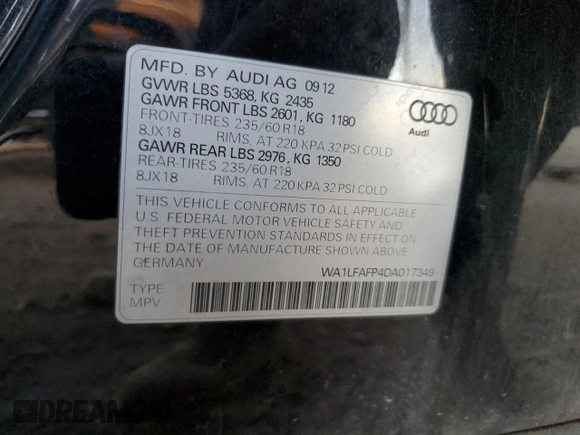 MFD. BY AUDI AG 09 12
GVWR LBS 5368, KG 2435
GAWR FRONT LBS 2601, KG 1180
FRONT-TIRES 235/60 R18
8JX18 RIMS, AT 220 KPA 32 PSI COLD
GAWR REAR LBS 2976, KG 1350
REAR-TIRES 235/60 R18
8JX18 RIMS, AT 220 KPA 32 PSI COLD
Audi
THIS VEHICLE CONFORMS TO ALL APPLICABLE
U.S. FEDERAL MOTOR VEHICLE SAFETY AND
THEFT PREVENTION STANDARDS IN EFFECT ON
THE DATE OF MANUFACTURE SHOWN ABOVE.
GERMANY
WA1LFAFP4DA017349
TYPE
MPV